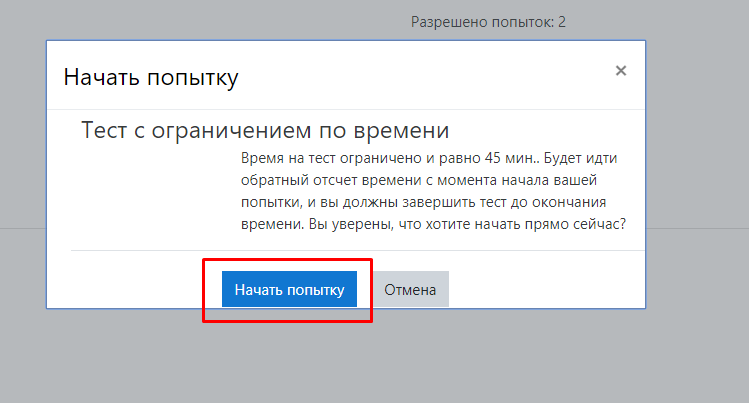 Разрешено попыток: 2
Начать попытку
×
Тест с ограничением по времени
Время на тест ограничено и равно 45 мин.. Будет идти
обратный отсчет времени с момента начала вашей
попытки, и вы должны завершить тест до окончания
времени. Вы уверены, что хотите начать прямо сейчас?
Начать попытку
Отмена